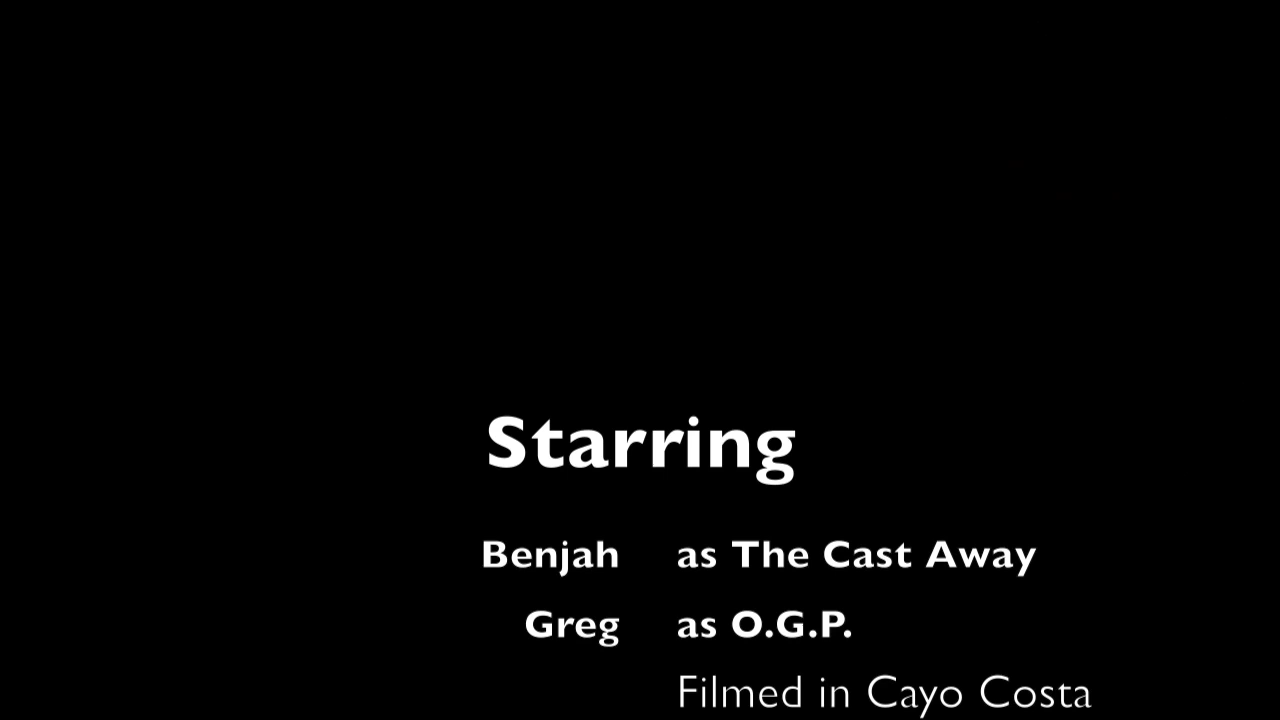 Starring
Benjah as The Cast Away
Greg as O.G.P.
Filmed in Cayo Costa